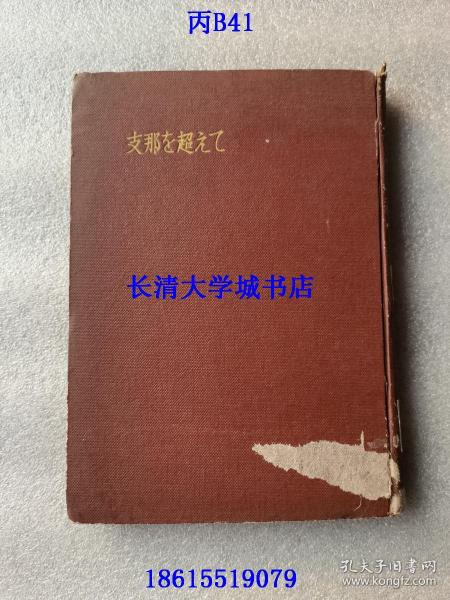 丙B41
支那を超えて
长清大学城书店
18615519079
孔夫子旧书网
www.kongfz.com